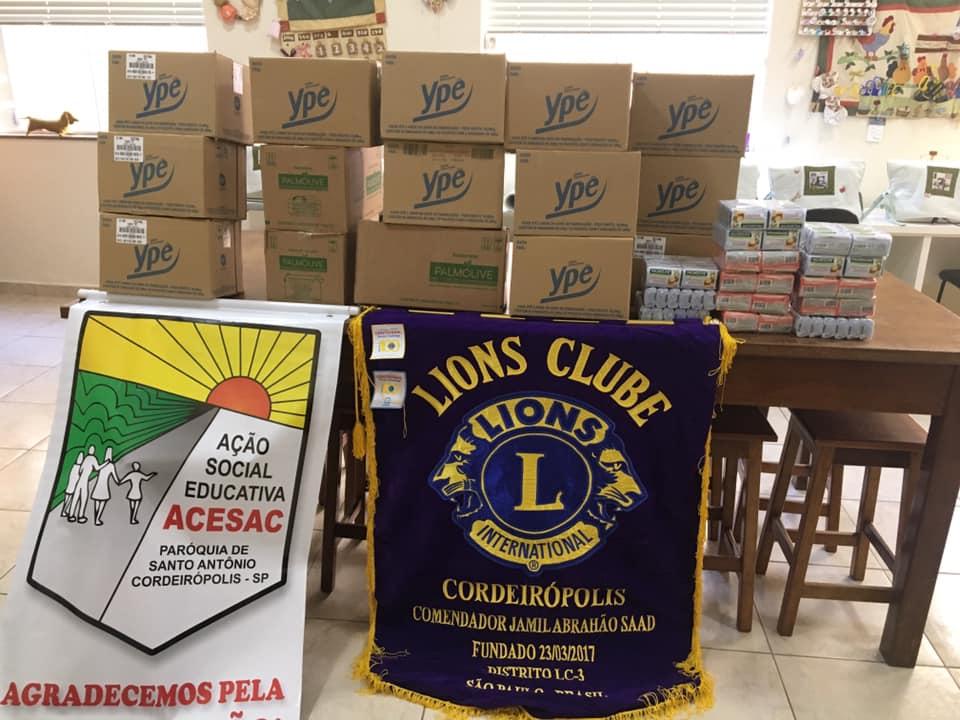 ypê
ypê
ypê
ypê
ypê
ypê
PALMOLIVE
ypê
ypê
ypê
ypê
PALMOLIVE
PALMOLIVE
ypê
AÇÃO
SOCIAL
EDUCATIVA
ACESAC
PARÓQUIA DE
SANTO ANTÔNIO
CORDEIRÓPOLIS - SP
AGRADECEMOS PELA
LIONS CLUBE
LIONS
L
INTERNATIONAL
®
CORDEIRÓPOLIS
COMENDADOR JAMIL ABRAHÃO SAAD
FUNDADO 23/03/2017
DISTRITO LC-3
SÃO PAULO - BRASIL